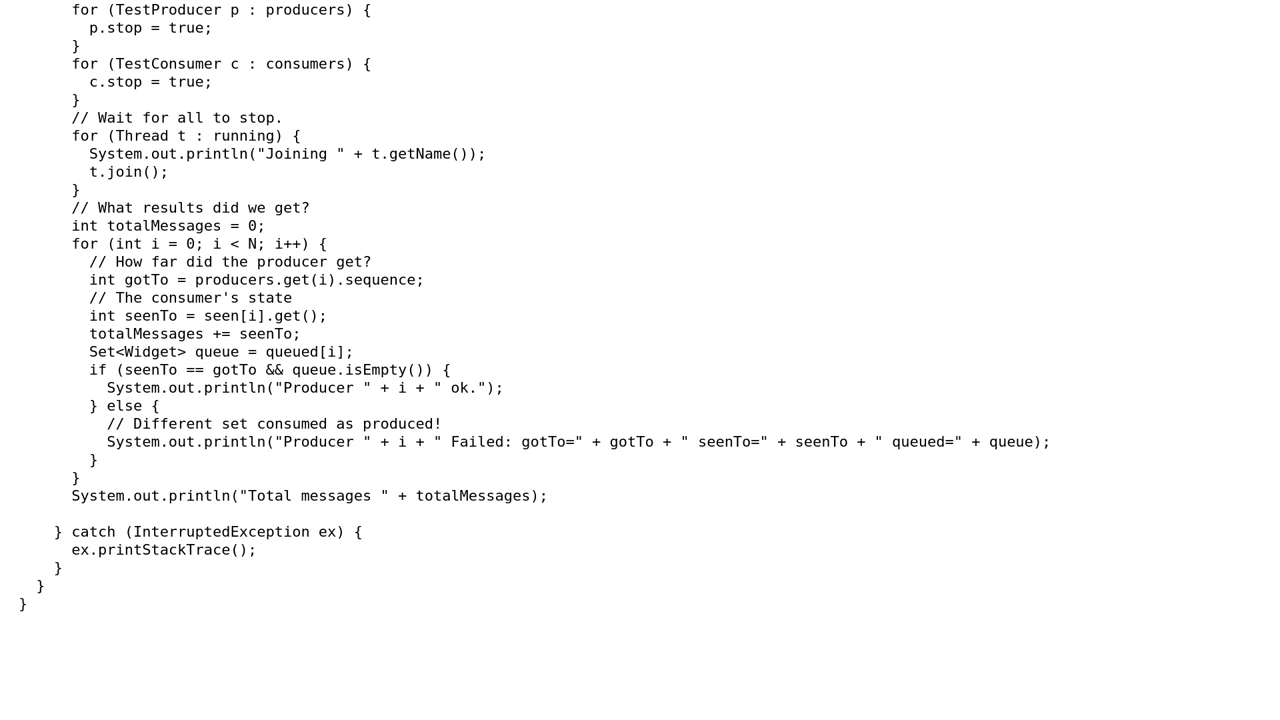 for (TestProducer p : producers) {
p.stop = true;
}
for (TestConsumer c : consumers) {
c.stop = true;
}
// Wait for all to stop.
for (Thread t : running) {
System.out.println("Joining " + t.getName());
t.join();
}
// What results did we get?
int totalMessages = 0;
for (int i = 0; i < N; i++) {
// How far did the producer get?
int gotTo = producers.get(i).sequence;
// The consumer's state
int seenTo = seen[i].get();
totalMessages += seenTo;
Set<Widget> queue = queued[i];
if (seenTo == gotTo && queue.isEmpty()) {
System.out.println("Producer " + i + " ok.");
} else {
// Different set consumed as produced!
System.out.println("Producer " + i + " Failed: gotTo=" + gotTo + " seenTo=" + seenTo + " queued=" + queue);
}
}
System.out.println("Total messages " + totalMessages);

} catch (InterruptedException ex) {
ex.printStackTrace();
}
}
}